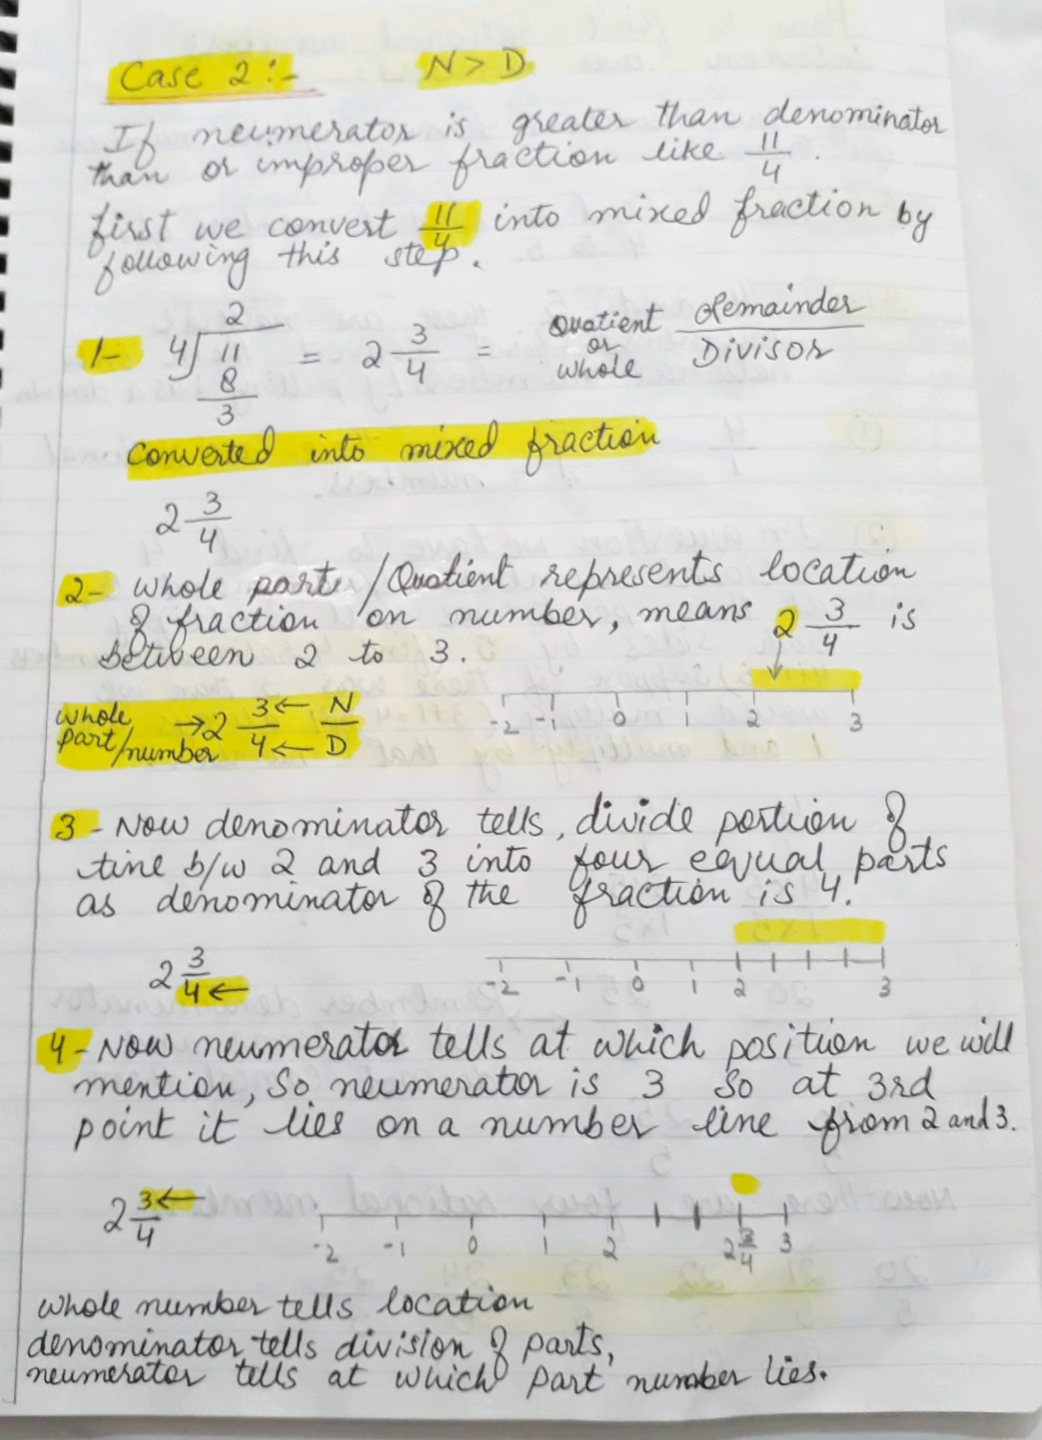 Case 2:- N > D
If neumerator is greater than denominator
than or improper fraction like 11/4.
first we convert 11/4 into mixed fraction by
following this step.
1- 4√11 2 8 3 = 2 3/4 = Quatient or whole Remainder/Divisor
Converted into mixed fraction
2 3/4
2- Whole part /Quatient represents location
of fraction on number, means 2 3/4 is
between 2 to 3.
-2 -1 0 1 2 3
whole part/number → 2 3/4 ← N ← D
3- Now denominator tells, divide portion of
line b/w 2 and 3 into four equal parts
as denominator of the fraction is 4.
2 3/4 ←
-2 -1 0 1 2 3
4- Now neumerator tells at which position we will
mention, So neumerator is 3 So at 3rd
point it lies on a number line from 2 and 3.
2 3/4 ←
-2 -1 0 1 2 2 3/4 3
whole number tells location
denominator tells division of parts,
neumerator tells at which part number lies.